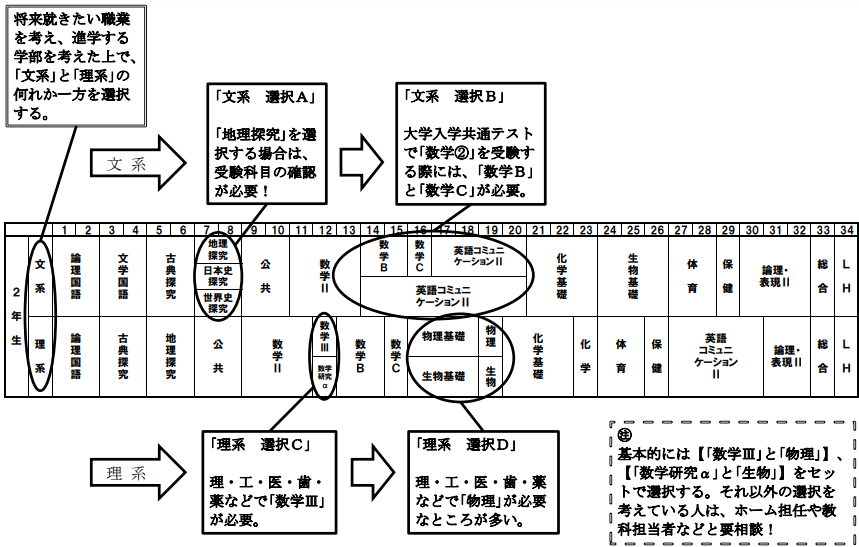 将来就きたい職業
を考え、進学する
学部を考えた上で、
「文系」と「理系」の
何れか一方を選択
する。
文 系
「文系　選択Ａ」
「地理探究」を選
択する場合は、
受験科目の確認
が必要！
「文系　選択Ｂ」
大学入学共通テスト
で「数学②」を受験す
る際には、「数学Ｂ」
と「数学Ｃ」が必要。
1 2 3 4 5 6 7 8 9 10 11 12 13 14 15 16 17 18 19 20 21 22 23 24 25 26 27 28 29 30 31 32 33 34
２年生
文系
論理国語
文学国語
古典探究
地理
探究
日本史
探究
世界史
探究
公共
数学Ⅱ
数学Ｂ
数学Ｃ
英語コミュニ
ケーションⅡ
英語コミュニ
ケーションⅡ
化学基礎
生物基礎
体育
保健
論理・
表現Ⅱ
総合
ＬＨ
理系
論理国語
古典探究
地理探究
公共
数学Ⅱ
数学Ⅲ
数学
研究
α
数学Ｂ
数学Ｃ
物理基礎
物理
生物基礎
生物
化学基礎
化学
体育
保健
英語
コミュニ
ケーション
Ⅱ
論理・
表現Ⅱ
総合
ＬＨ
理 系
「理系　選択Ｃ」
理・工・医・歯・
薬などで「数学Ⅲ」
が必要。
「理系　選択Ｄ」
理・工・医・歯・薬
などで「物理」が必要
なところが多い。
㊟
基本的には【「数学Ⅲ」と「物理」】、
【「数学研究α」と「生物」】をセッ
トで選択する。それ以外の選択を
考えている人は、ホーム担任や教
科担当者などと要相談！